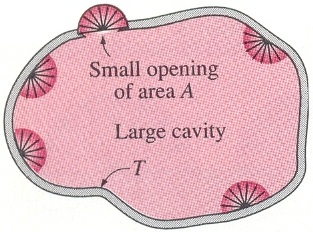 Small opening
of area A
Large cavity
T